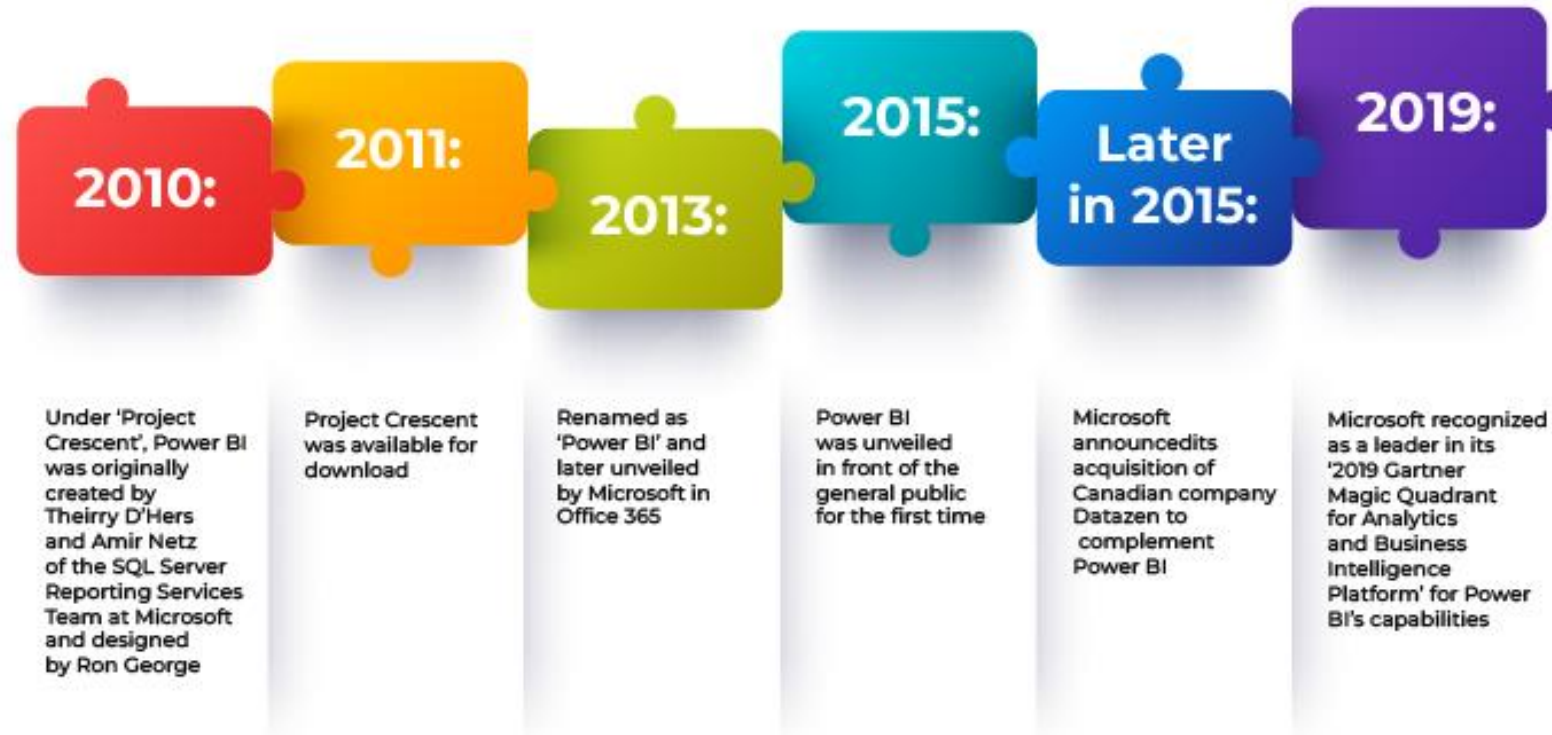 2010:
Under ‘Project
Crescent’, Power BI
was originally
created by
Theirry D’Hers
and Amir Netz
of the SQL Server
Reporting Services
Team at Microsoft
and designed
by Ron George
2011:
Project Crescent
was available for
download
2013:
Renamed as
‘Power BI’ and
later unveiled
by Microsoft in
Office 365
2015:
Power BI
was unveiled
in front of the
general public
for the first time
Later
in 2015:
Microsoft
announcedits
acquisition of
Canadian company
Datazen to
complement
Power BI
2019:
Microsoft recognized
as a leader in its
‘2019 Gartner
Magic Quadrant
for Analytics
and Business
Intelligence
Platform’ for Power
BI’s capabilities